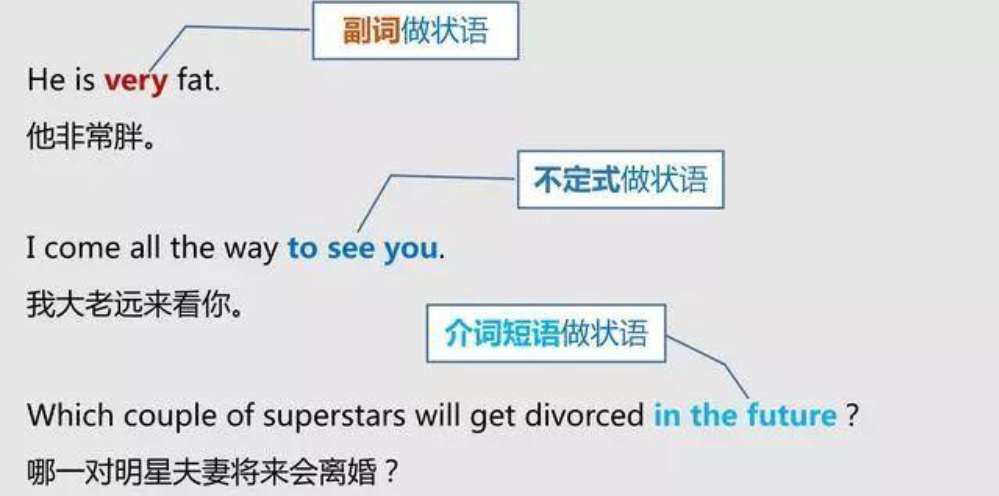 副词做状语
He is very fat.
他非常胖。
不定式做状语
I come all the way to see you.
我大老远来看你。
介词短语做状语
Which couple of superstars will get divorced in the future？
哪一对明星夫妻将来会离婚？